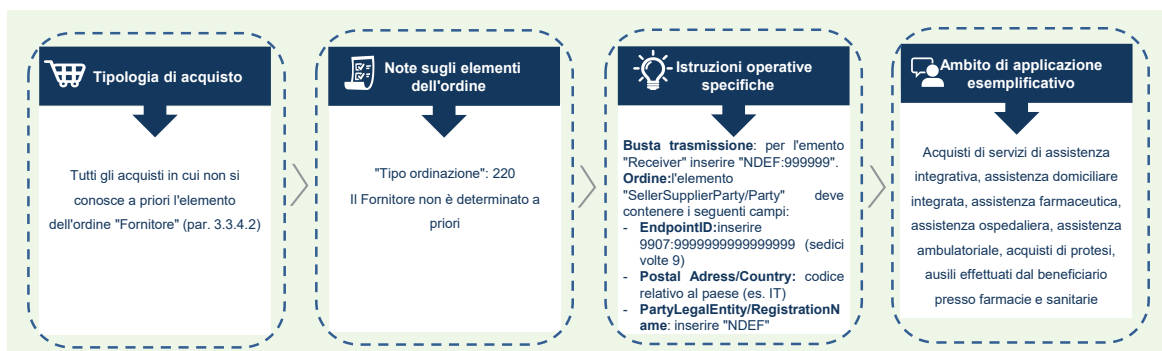 Tipologia di acquisto
Tutti gli acquisti in cui non si
conosce a priori l'elemento
dell'ordine "Fornitore" (par. 3.3.4.2)
Note sugli elementi
dell'ordine
"Tipo ordinazione": 220
Il Fornitore non è determinato a
priori
Istruzioni operative
specifiche
Busta trasmissione: per l'emento
"Receiver" inserire "NDEF:999999".
Ordine:l'elemento
"SellerSupplierParty/Party" deve
contenere i seguenti campi:
- EndpointID:inserire
9907:9999999999999999 (sedici
volte 9)
- Postal Adress/Country: codice
relativo al paese (es. IT)
- PartyLegalEntity/RegistrationN
ame: inserire "NDEF"
Ambito di applicazione
esemplificativo
Acquisti di servizi di assistenza
integrativa, assistenza domiciliare
integrata, assistenza farmaceutica,
assistenza ospedaliera, assistenza
ambulatoriale, acquisti di protesi,
ausili effettuati dal beneficiario
presso farmacie e sanitarie